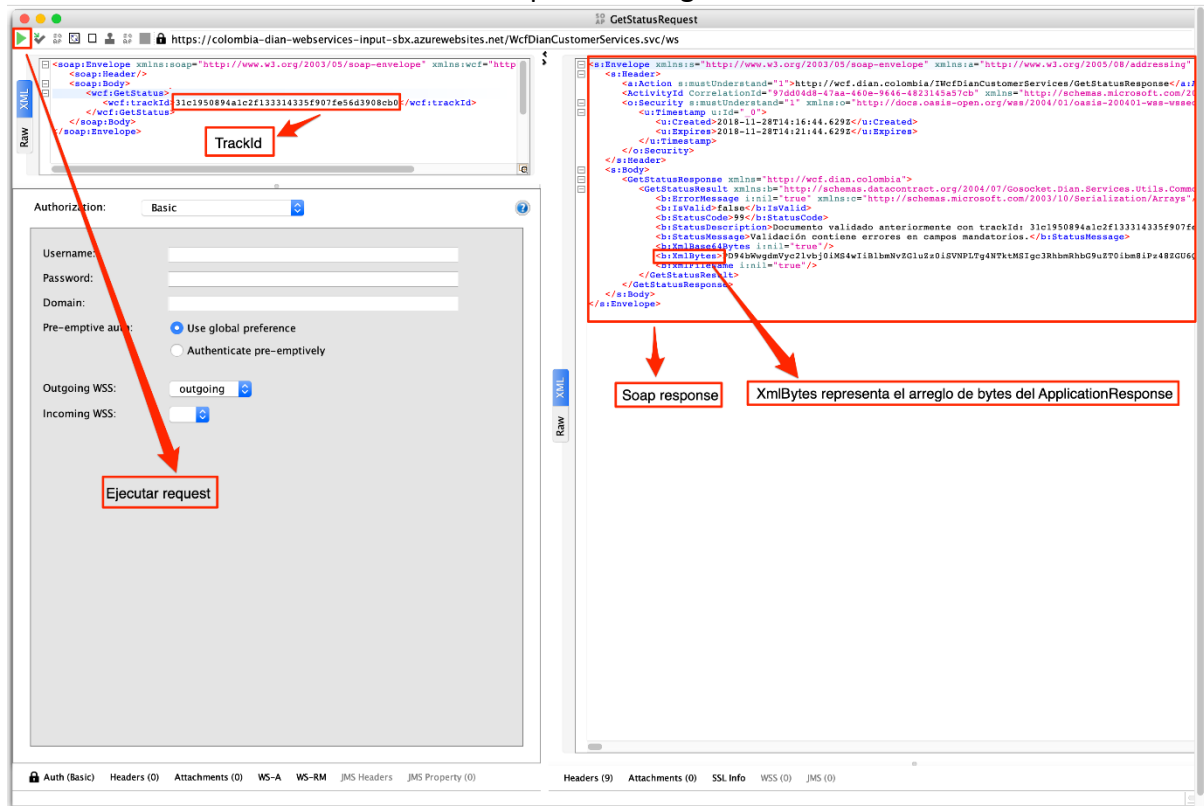 GetStatusRequest
https://colombia-dian-webservices-input-sbx.azurewebsites.net/WcfDianCustomerServices.svc/ws
XML
Raw
<soap:Envelope xmlns:soap="http://www.w3.org/2003/05/soap-envelope" xmlns:wcf="http
<soap:Header/>
<soap:Body>
<wcf:GetStatus>
<wcf:trackId>31c1950894a1c2f133314335f907fe56d3908cb0</wcf:trackId>
</wcf:GetStatus>
</soap:Body>
</soap:Envelope>
TrackId
Authorization: Basic
Username:
Password:
Domain:
Pre-emptive auth: Use global preference
Authenticate pre-emptively
Outgoing WSS: outgoing
Incoming WSS:
Ejecutar request
Auth (Basic) Headers (0) Attachments (0) WS-A WS-RM JMS Headers JMS Property (0)
XML
Raw
<s:Envelope xmlns:s="http://www.w3.org/2003/05/soap-envelope" xmlns:a="http://www.w3.org/2005/08/addressing"
<s:Header>
<a:Action s:mustUnderstand="1">http://wcf.dian.colombia/IWcfDianCustomerServices/GetStatusResponse</a:
<ActivityId CorrelationId="97dd04d8-47aa-460e-9646-4823145a57cb" xmlns="http://schemas.microsoft.com/20
<o:Security s:mustUnderstand="1" xmlns:o="http://docs.oasis-open.org/wss/2004/01/oasis-200401-wss-wssec
<u:Timestamp u:Id="_0">
<u:Created>2018-11-28T14:16:44.629Z</u:Created>
<u:Expires>2018-11-28T14:21:44.629Z</u:Expires>
</u:Timestamp>
</o:Security>
</s:Header>
<s:Body>
<GetStatusResponse xmlns="http://wcf.dian.colombia">
<GetStatusResult xmlns:b="http://schemas.datacontract.org/2004/07/Gosocket.Dian.Services.Utils.Commo
<b:ErrorMessage i:nil="true" xmlns:c="http://schemas.microsoft.com/2003/10/Serialization/Arrays"/
<b:IsValid>false</b:IsValid>
<b:StatusCode>99</b:StatusCode>
<b:StatusDescription>Documento validado anteriormente con trackId: 31c1950894a1c2f133314335f907fe
<b:StatusMessage>Validación contiene errores en campos mandatorios.</b:StatusMessage>
<b:XmlBase64Bytes i:nil="true"/>
<b:XmlBytes>
<b:XmlFileName i:nil="true"/>
</GetStatusResult>
</GetStatusResponse>
</s:Body>
</s:Envelope>
Soap response
XmlBytes representa el arreglo de bytes del ApplicationResponse
Headers (9) Attachments (0) SSL Info WSS (0) JMS (0)